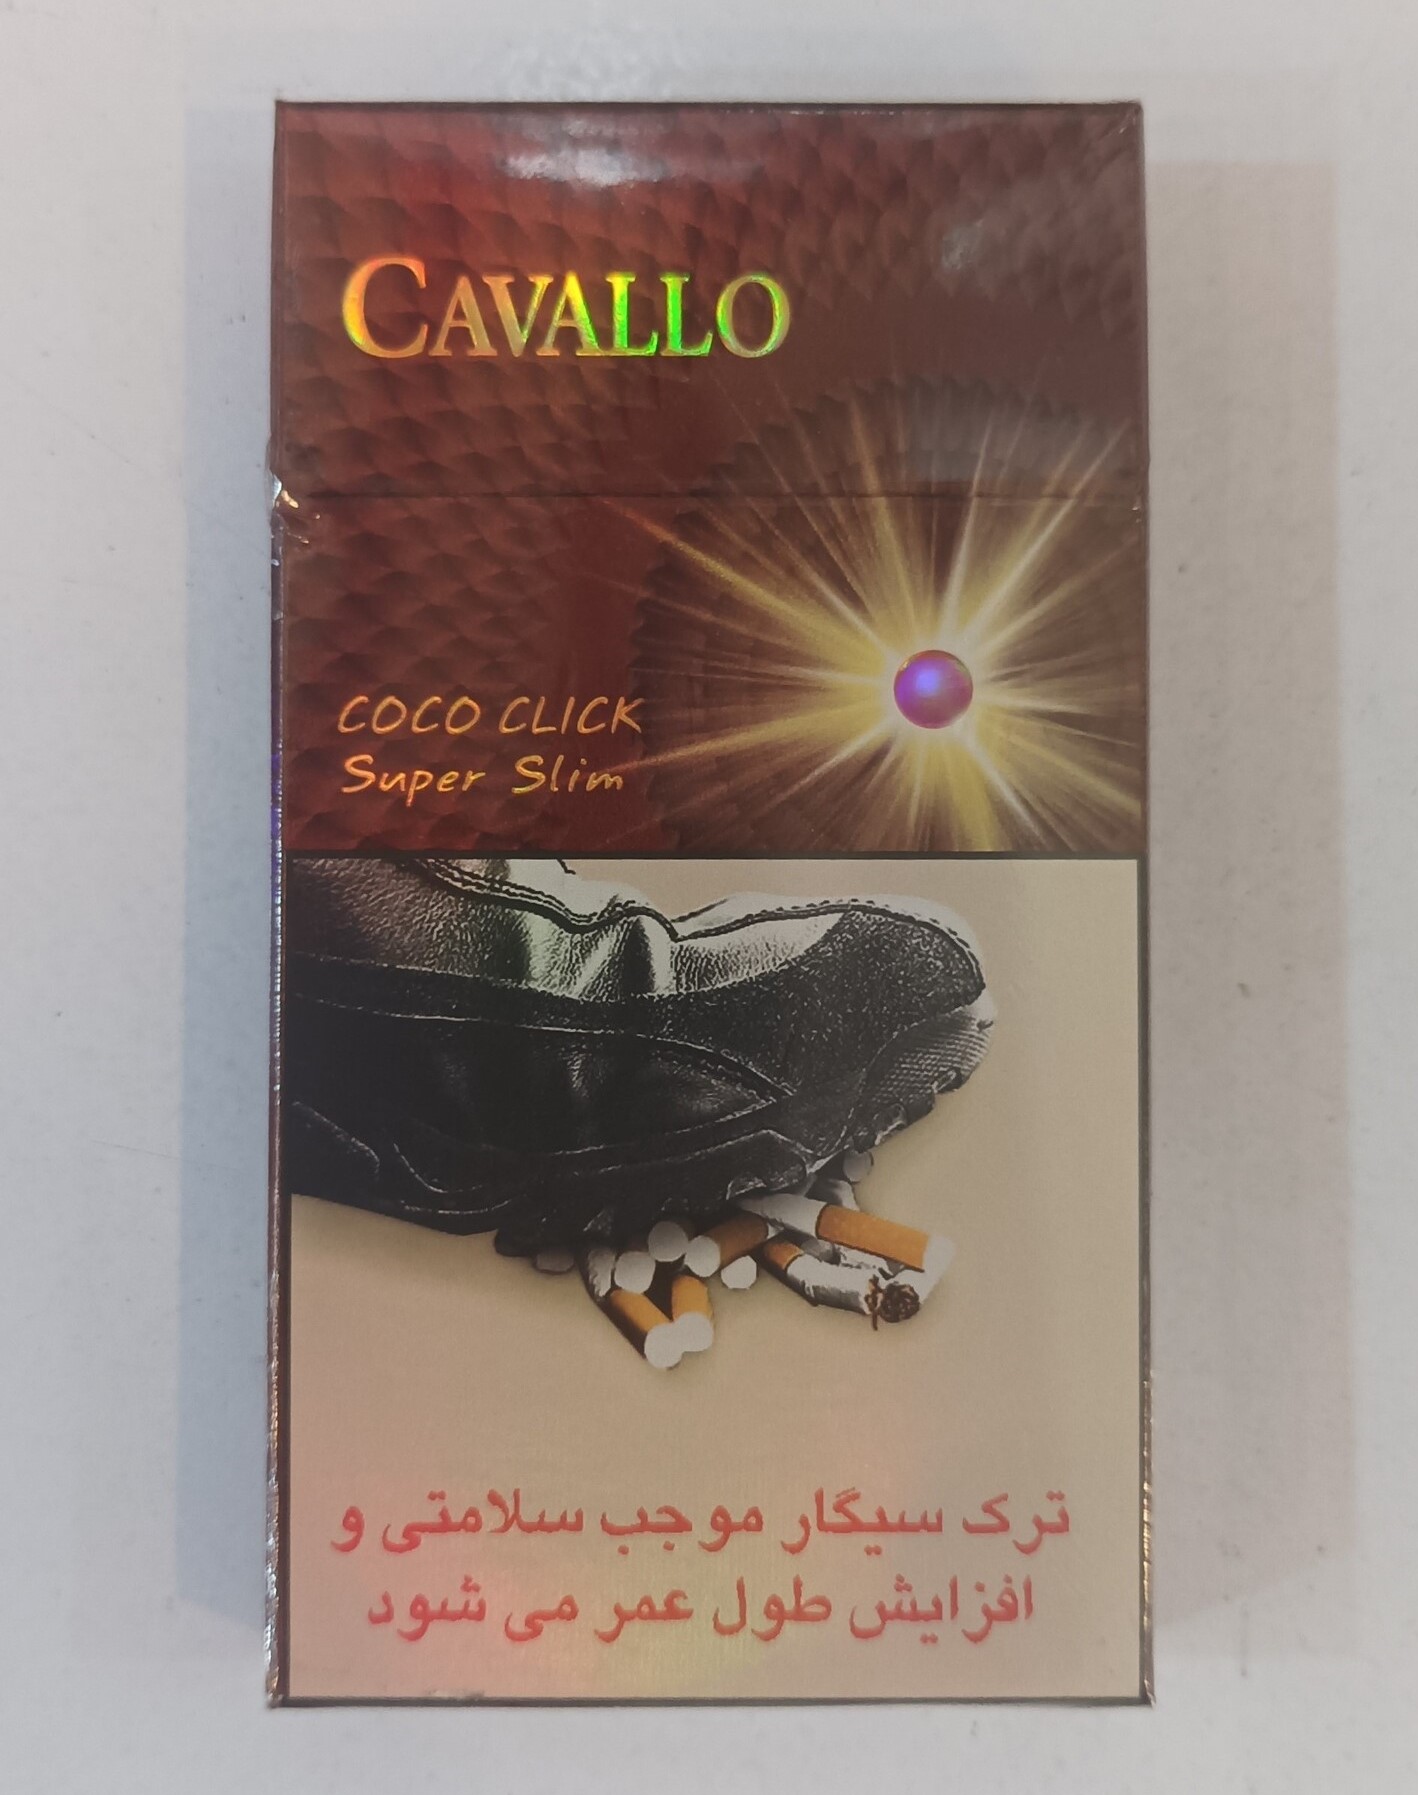 CAVALLO
COCO CLICK
Super Slim
ترک سیگار موجب سلامتی و
افزایش طول عمر می شود